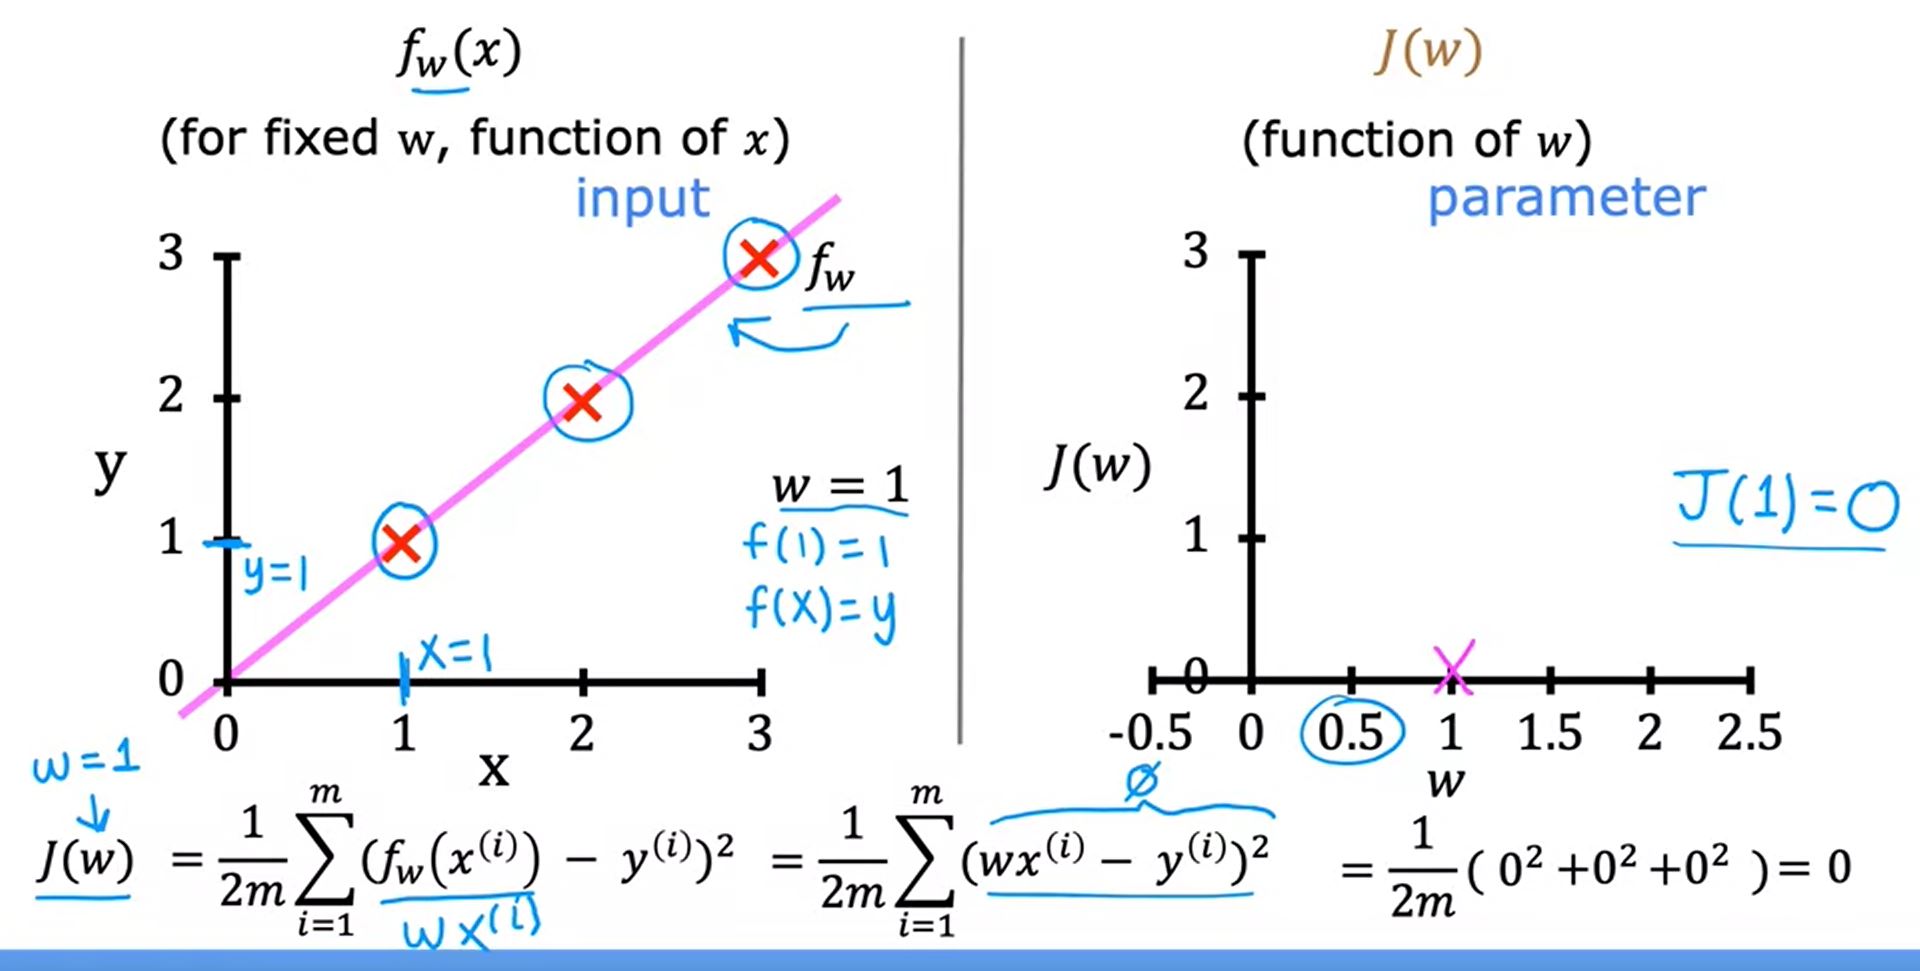 f_w(x)
(for fixed w, function of x)
input
3
f_w
2
y
w = 1
f(1) = 1
1
y=1
f(x) = y
x=1
0
0 1 2 3
x
J(w)
(function of w)
parameter
3
2
J(w)
J(1) = 0
1
0
-0.5 0 0.5 1 1.5 2 2.5
w
w = 1
↓
0
J(w) = \frac{1}{2m} \sum_{i=1}^{m} (f_w(x^{(i)}) - y^{(i)})^2 = \frac{1}{2m} \sum_{i=1}^{m} (wx^{(i)} - y^{(i)})^2 = \frac{1}{2m} (0^2 + 0^2 + 0^2) = 0
wx^{(i)}